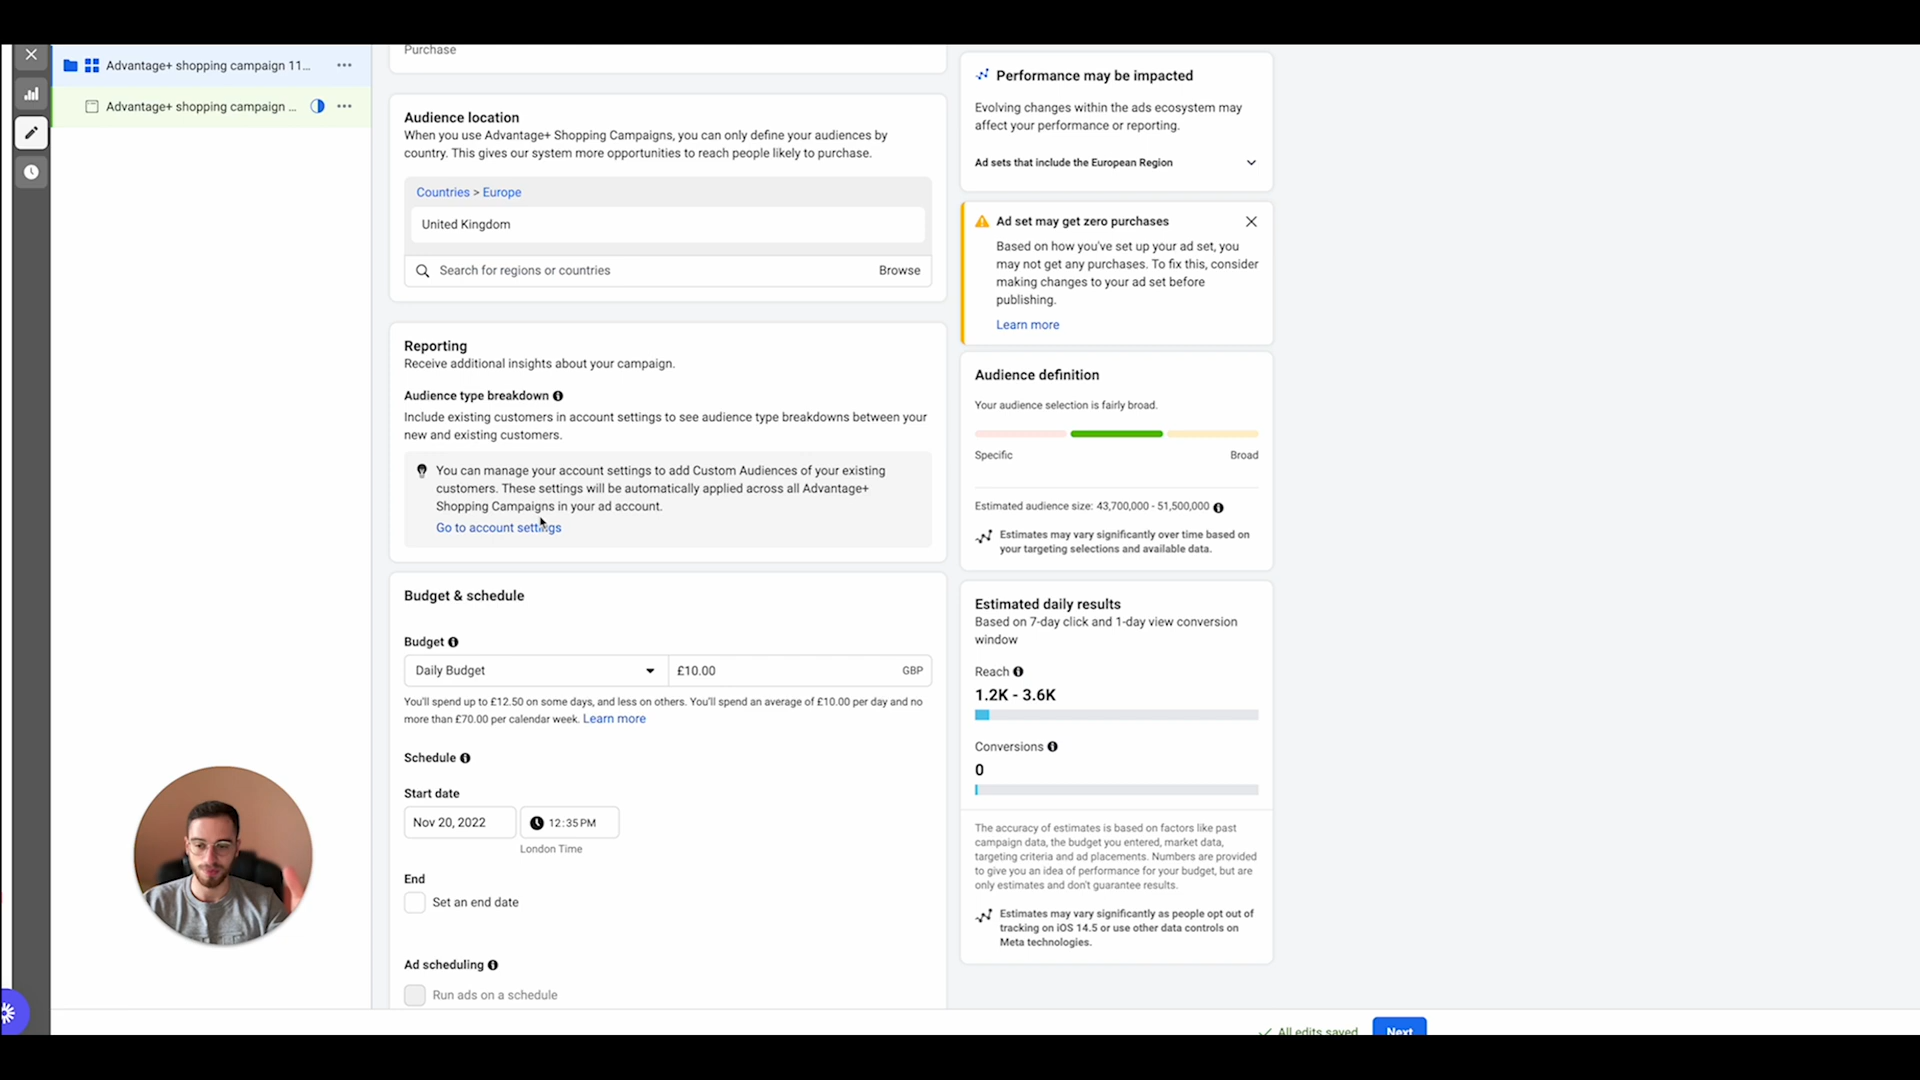 Advantage+ shopping campaign 11...
Advantage+ shopping campaign ...
Purchase
Audience location
When you use Advantage+ Shopping Campaigns, you can only define your audiences by
country. This gives our system more opportunities to reach people likely to purchase.
Countries > Europe
United Kingdom
Search for regions or countries
Browse
Reporting
Receive additional insights about your campaign.
Audience type breakdown
Include existing customers in account settings to see audience type breakdowns between your
new and existing customers.
You can manage your account settings to add Custom Audiences of your existing
customers. These settings will be automatically applied across all Advantage+
Shopping Campaigns in your ad account.
Go to account settings
Budget & schedule
Budget
Daily Budget
£10.00
GBP
You'll spend up to £12.50 on some days, and less on others. You'll spend an average of £10.00 per day and no
more than £70.00 per calendar week. Learn more
Schedule
Start date
Nov 20, 2022
12:35 PM
London Time
End
Set an end date
Ad scheduling
Run ads on a schedule
Performance may be impacted
Evolving changes within the ads ecosystem may
affect your performance or reporting.
Ad sets that include the European Region
Ad set may get zero purchases
Based on how you've set up your ad set, you
may not get any purchases. To fix this, consider
making changes to your ad set before
publishing.
Learn more
Audience definition
Your audience selection is fairly broad.
Specific
Broad
Estimated audience size: 43,700,000 - 51,500,000
Estimates may vary significantly over time based on
your targeting selections and available data.
Estimated daily results
Based on 7-day click and 1-day view conversion
window
Reach
1.2K - 3.6K
Conversions
0
The accuracy of estimates is based on factors like past
campaign data, the budget you entered, market data,
targeting criteria and ad placements. Numbers are provided
to give you an idea of performance for your budget, but are
only estimates and don't guarantee results.
Estimates may vary significantly as people opt out of
tracking on iOS 14.5 or use other data controls on
Meta technologies.
All edits saved
Next